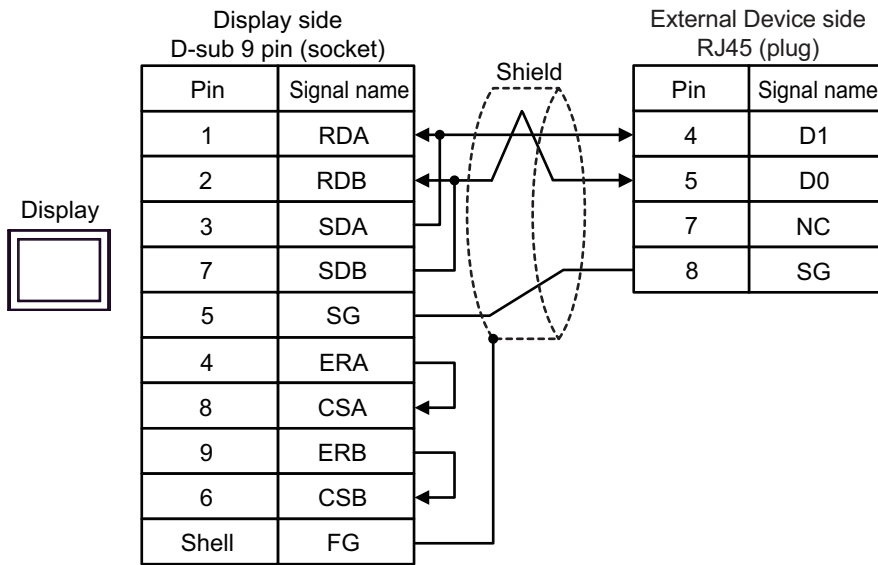 Display side
D-sub 9 pin (socket)
External Device side
RJ45 (plug)
Shield
Display
Pin Signal name
1 RDA
2 RDB
3 SDA
7 SDB
5 SG
4 ERA
8 CSA
9 ERB
6 CSB
Shell FG
Pin Signal name
4 D1
5 D0
7 NC
8 SG